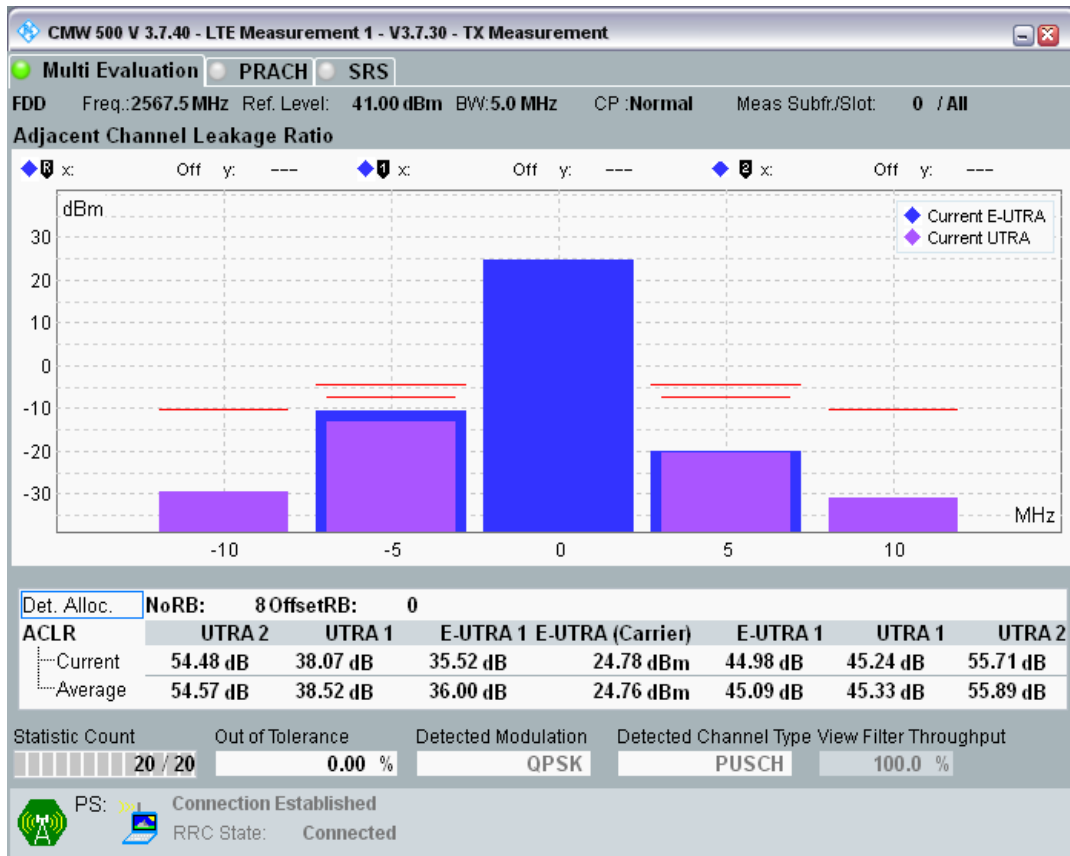 CMW 500 V 3.7.40 - LTE Measurement 1 - V3.7.30 - TX Measurement
Multi Evaluation PRACH SRS
FDD Freq.:2567.5 MHz Ref. Level: 41.00 dBm BW:5.0 MHz CP :Normal Meas Subfr./Slot: 0 / All
Adjacent Channel Leakage Ratio
R x: Off y: --- 1 x: Off y: --- 2 x: Off y: ---
dBm
Current E-UTRA
Current UTRA
30
20
10
0
-10
-20
-30
MHz
-10 -5 0 5 10
Det. Alloc. NoRB: 8 OffsetRB: 0
ACLR UTRA 2 UTRA 1 E-UTRA 1 E-UTRA (Carrier) E-UTRA 1 UTRA 1 UTRA 2
Current 54.48 dB 38.07 dB 35.52 dB 24.78 dBm 44.98 dB 45.24 dB 55.71 dB
Average 54.57 dB 38.52 dB 36.00 dB 24.76 dBm 45.09 dB 45.33 dB 55.89 dB
Statistic Count Out of Tolerance Detected Modulation Detected Channel Type View Filter Throughput
20 / 20 0.00 % QPSK PUSCH 100.0 %
PS: Connection Established
RRC State: Connected